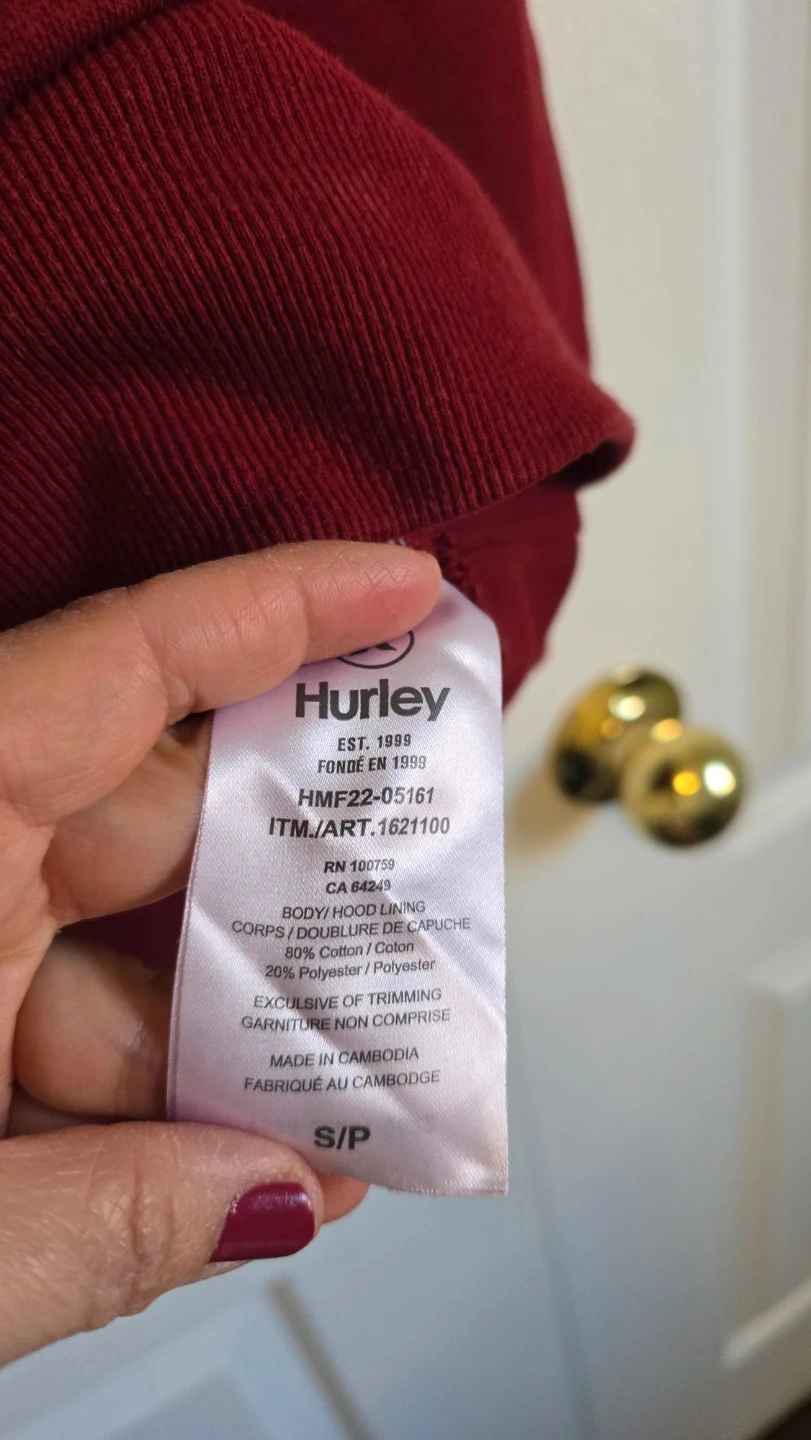 Hurley
EST. 1999
FONDÉ EN 1999
HMF22-05161
ITM./ART.1621100
RN 100759
CA 64249
BODY/ HOOD LINING
CORPS / DOUBLURE DE CAPUCHE
80% Cotton / Coton
20% Polyester / Polyester
EXCULSIVE OF TRIMMING
GARNITURE NON COMPRISE
MADE IN CAMBODIA
FABRIQUÉ AU CAMBODGE
S/P